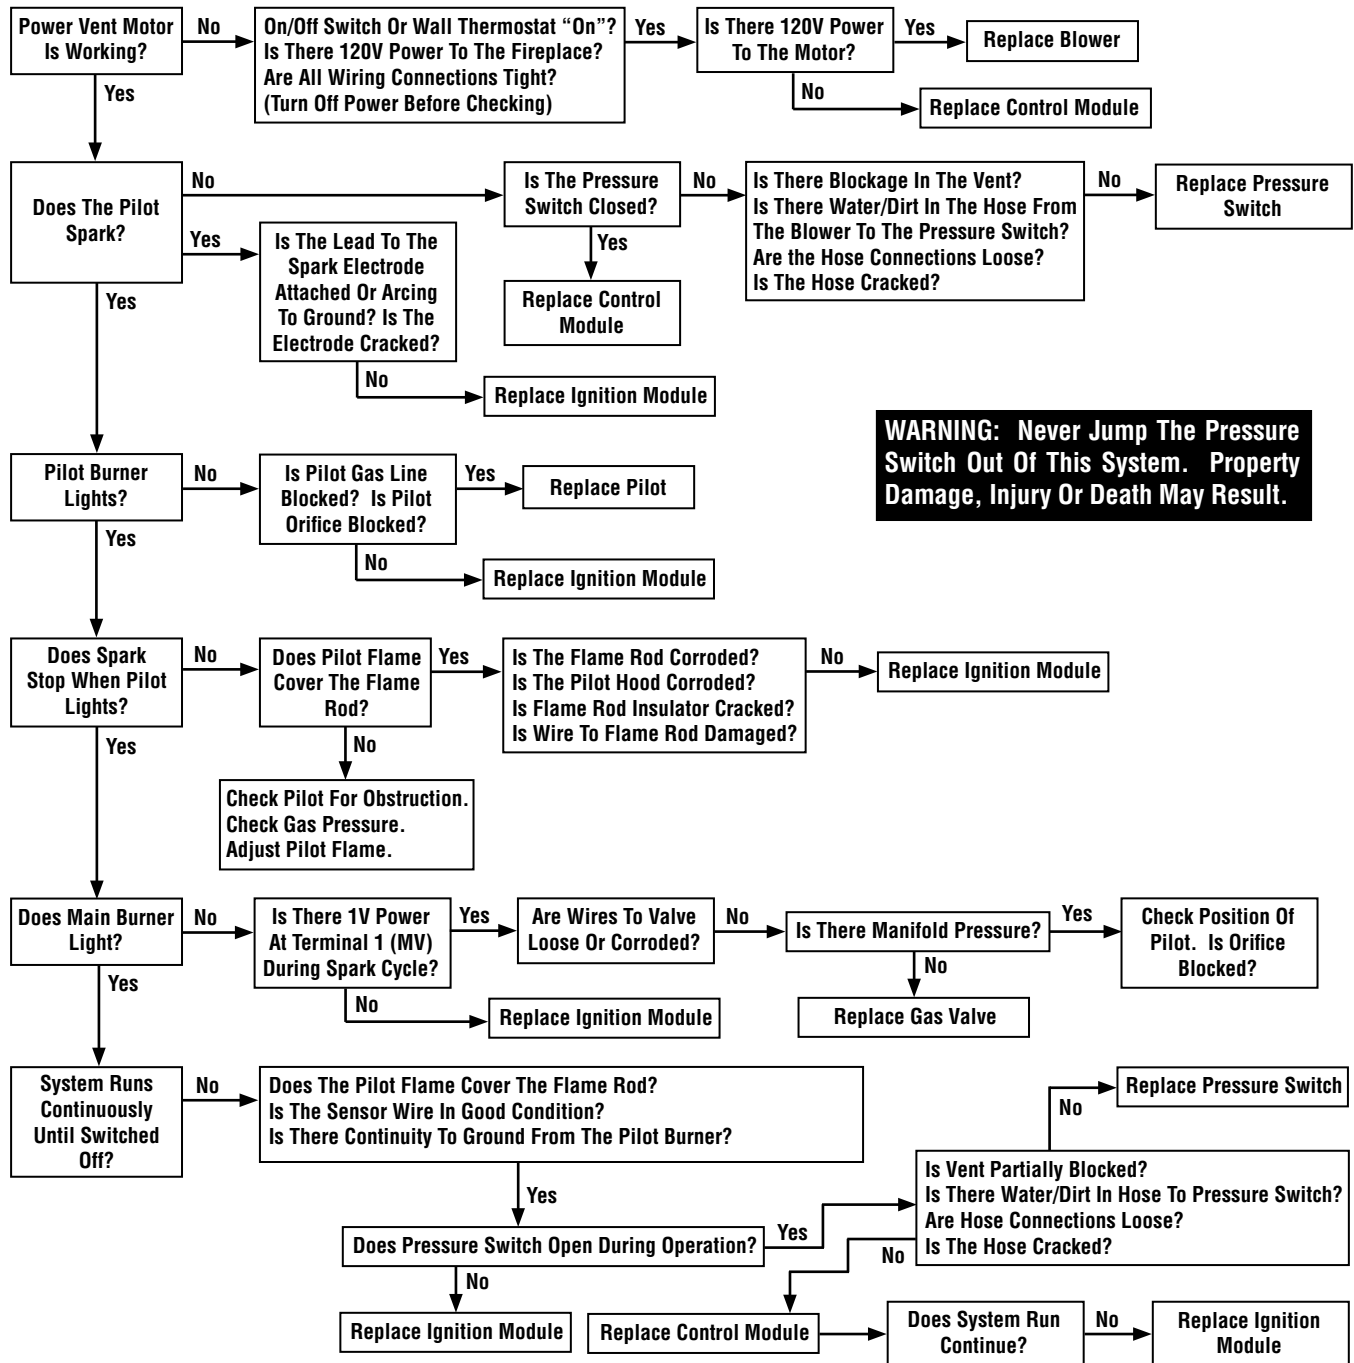 Power Vent Motor
Is Working?
No
On/Off Switch Or Wall Thermostat “On”?
Is There 120V Power To The Fireplace?
Are All Wiring Connections Tight?
(Turn Off Power Before Checking)
Yes
Is There 120V Power
To The Motor?
Yes
Replace Blower
No
Replace Control Module
Yes
Does The Pilot
Spark?
No
Is The Pressure
Switch Closed?
No
Is There Blockage In The Vent?
Is There Water/Dirt In The Hose From
The Blower To The Pressure Switch?
Are the Hose Connections Loose?
Is The Hose Cracked?
No
Replace Pressure
Switch
Yes
Replace Control
Module
Yes
Is The Lead To The
Spark Electrode
Attached Or Arcing
To Ground? Is The
Electrode Cracked?
No
Replace Ignition Module
Yes
WARNING: Never Jump The Pressure
Switch Out Of This System. Property
Damage, Injury Or Death May Result.
Pilot Burner
Lights?
No
Is Pilot Gas Line
Blocked? Is Pilot
Orifice Blocked?
Yes
Replace Pilot
No
Replace Ignition Module
Yes
Does Spark
Stop When Pilot
Lights?
No
Does Pilot Flame
Cover The Flame
Rod?
Yes
Is The Flame Rod Corroded?
Is The Pilot Hood Corroded?
Is Flame Rod Insulator Cracked?
Is Wire To Flame Rod Damaged?
No
Replace Ignition Module
No
Check Pilot For Obstruction.
Check Gas Pressure.
Adjust Pilot Flame.
Yes
Does Main Burner
Light?
No
Is There 1V Power
At Terminal 1 (MV)
During Spark Cycle?
Yes
Are Wires To Valve
Loose Or Corroded?
No
Is There Manifold Pressure?
Yes
Check Position Of
Pilot. Is Orifice
Blocked?
No
Replace Gas Valve
No
Replace Ignition Module
Yes
System Runs
Continuously
Until Switched
Off?
No
Does The Pilot Flame Cover The Flame Rod?
Is The Sensor Wire In Good Condition?
Is There Continuity To Ground From The Pilot Burner?
Yes
Does Pressure Switch Open During Operation?
Yes
Is Vent Partially Blocked?
Is There Water/Dirt In Hose To Pressure Switch?
Are Hose Connections Loose?
Is The Hose Cracked?
No
Replace Pressure Switch
No
Replace Ignition Module
No
Replace Control Module
Does System Run
Continue?
No
Replace Ignition
Module